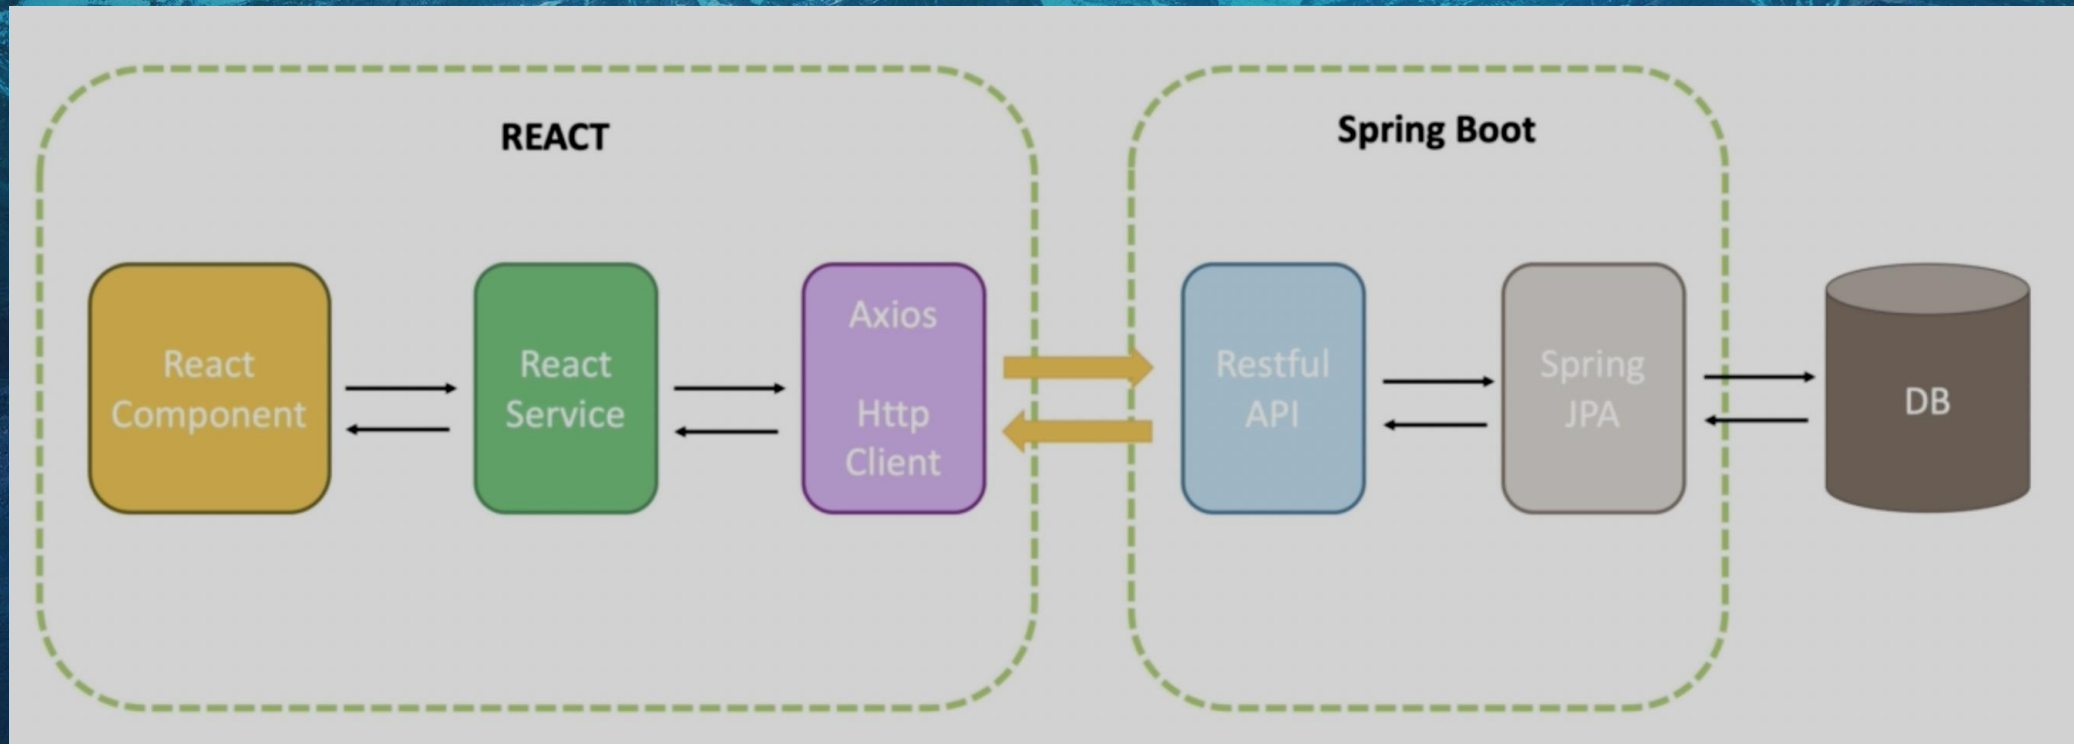 REACT
Spring Boot
React
Component
React
Service
Axios
Http
Client
Restful
API
Spring
JPA
DB